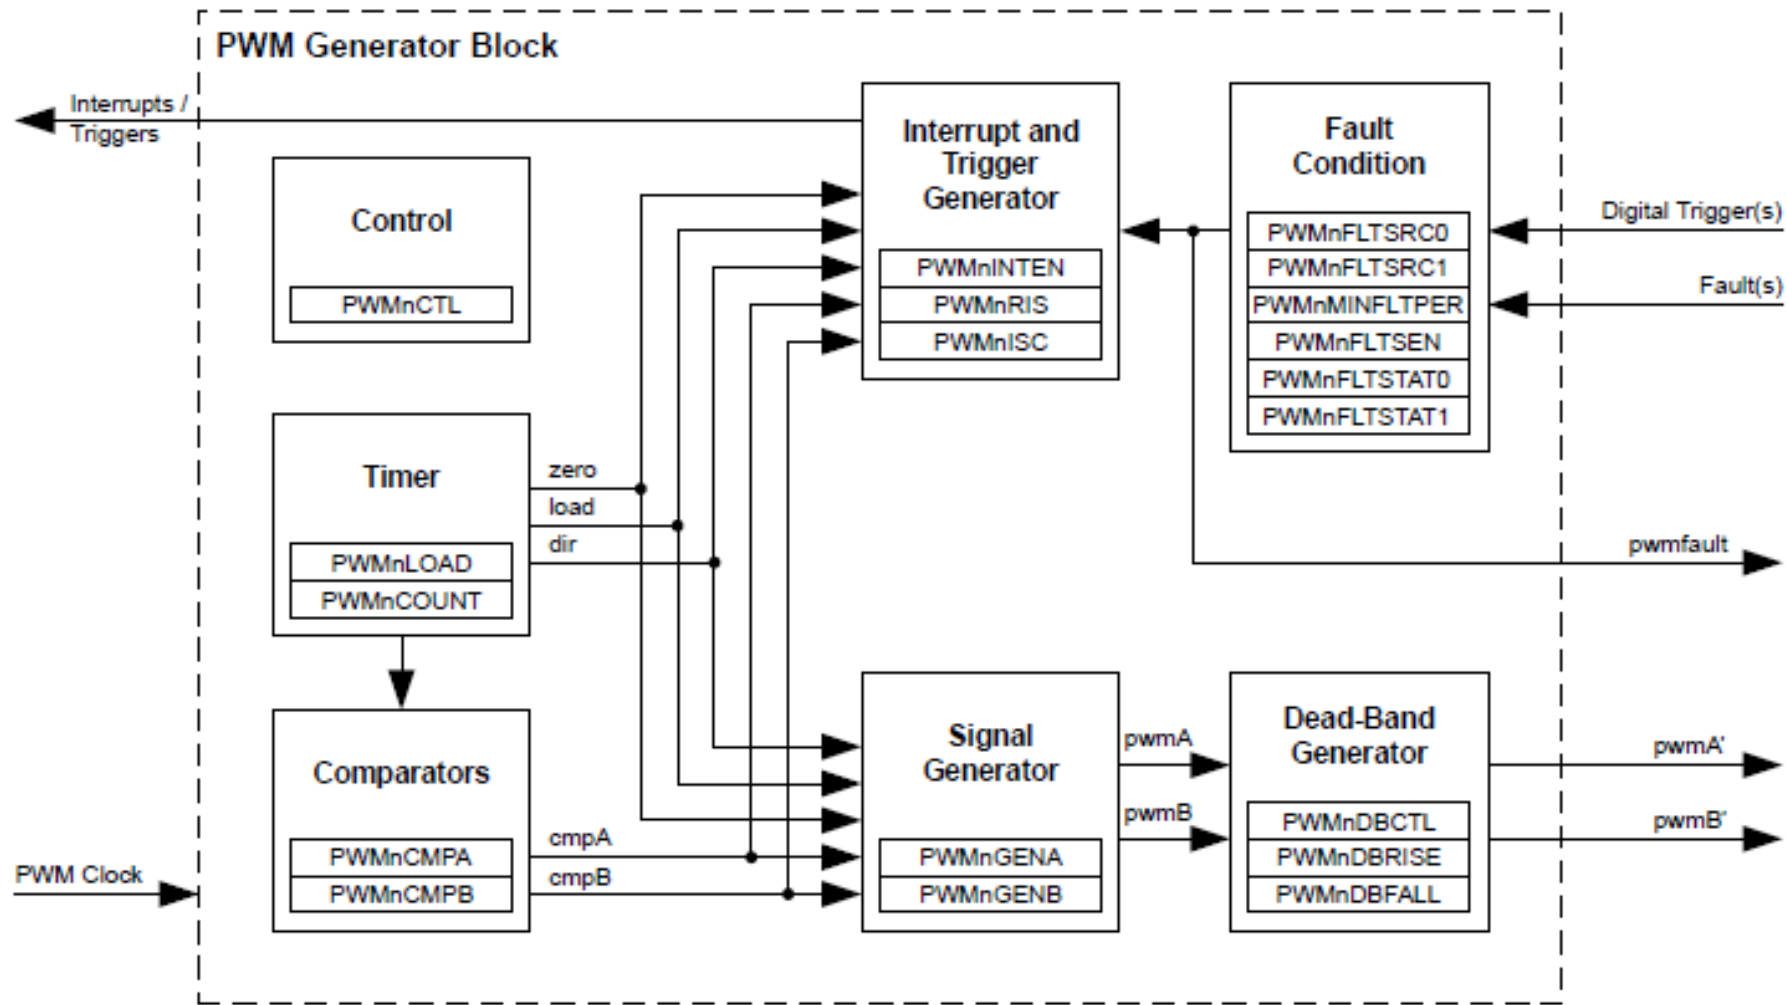 PWM Generator Block
Interrupts /
Triggers
Control
PWMnCTL
Timer
PWMnLOAD
PWMnCOUNT
zero
load
dir
Comparators
PWMnCMPA
PWMnCMPB
cmpA
cmpB
PWM Clock
Interrupt and
Trigger
Generator
PWMnINTEN
PWMnRIS
PWMnISC
Fault
Condition
PWMnFLTSRC0
PWMnFLTSRC1
PWMnMINFLTPER
PWMnFLTSEN
PWMnFLTSTAT0
PWMnFLTSTAT1
Digital Trigger(s)
Fault(s)
pwmfault
Signal
Generator
PWMnGENA
PWMnGENB
pwmA
pwmB
Dead-Band
Generator
PWMnDBCTL
PWMnDBRISE
PWMnDBFALL
pwmA'
pwmB'